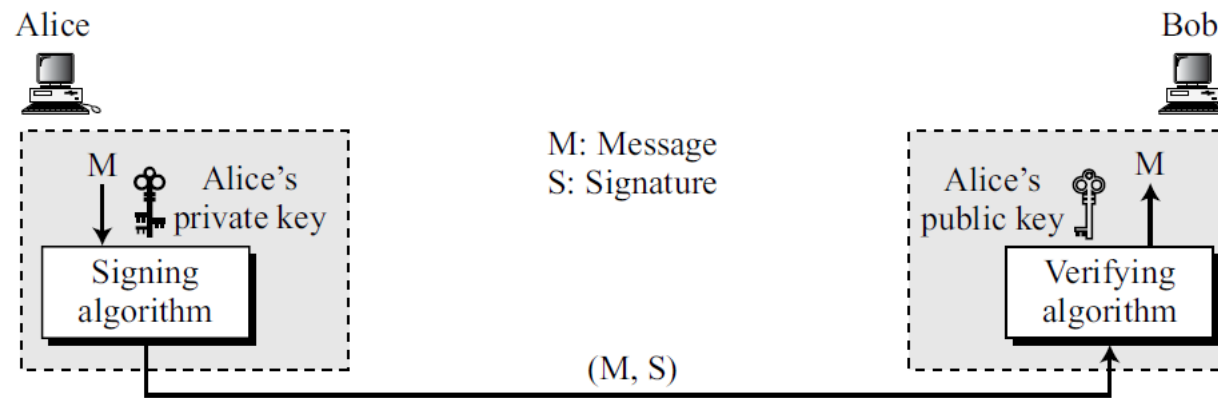 Alice
Bob
M: Message
S: Signature
M
Alice’s
private key
Signing
algorithm
Alice’s
public key
M
Verifying
algorithm
(M, S)